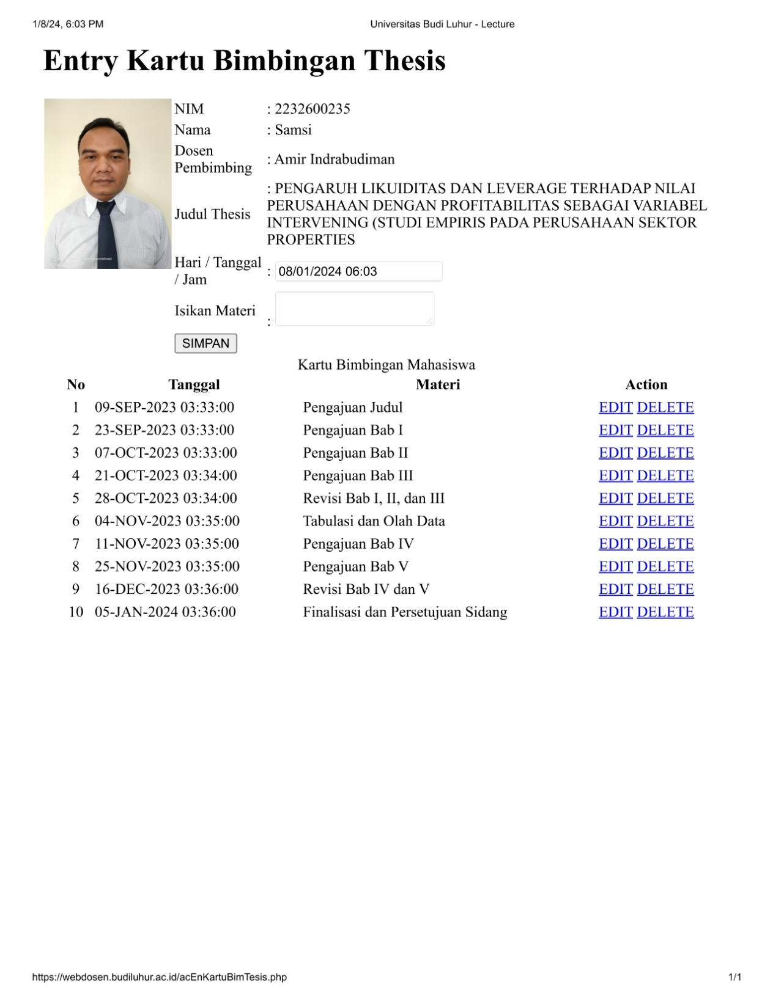 1/8/24, 6:03 PM Universitas Budi Luhur - Lecture
Entry Kartu Bimbingan Thesis
NIM : 2232600235
Nama : Samsi
Dosen Pembimbing : Amir Indrabudiman
Judul Thesis : PENGARUH LIKUIDITAS DAN LEVERAGE TERHADAP NILAI
PERUSAHAAN DENGAN PROFITABILITAS SEBAGAI VARIABEL
INTERVENING (STUDI EMPIRIS PADA PERUSAHAAN SEKTOR
PROPERTIES
Hari / Tanggal / Jam : 08/01/2024 06:03
Isikan Materi :
SIMPAN
Kartu Bimbingan Mahasiswa
No Tanggal Materi Action
1 09-SEP-2023 03:33:00 Pengajuan Judul EDIT DELETE
2 23-SEP-2023 03:33:00 Pengajuan Bab I EDIT DELETE
3 07-OCT-2023 03:33:00 Pengajuan Bab II EDIT DELETE
4 21-OCT-2023 03:34:00 Pengajuan Bab III EDIT DELETE
5 28-OCT-2023 03:34:00 Revisi Bab I, II, dan III EDIT DELETE
6 04-NOV-2023 03:35:00 Tabulasi dan Olah Data EDIT DELETE
7 11-NOV-2023 03:35:00 Pengajuan Bab IV EDIT DELETE
8 25-NOV-2023 03:35:00 Pengajuan Bab V EDIT DELETE
9 16-DEC-2023 03:36:00 Revisi Bab IV dan V EDIT DELETE
10 05-JAN-2024 03:36:00 Finalisasi dan Persetujuan Sidang EDIT DELETE
https://webdosen.budiluhur.ac.id/acEnKartuBimTesis.php 1/1